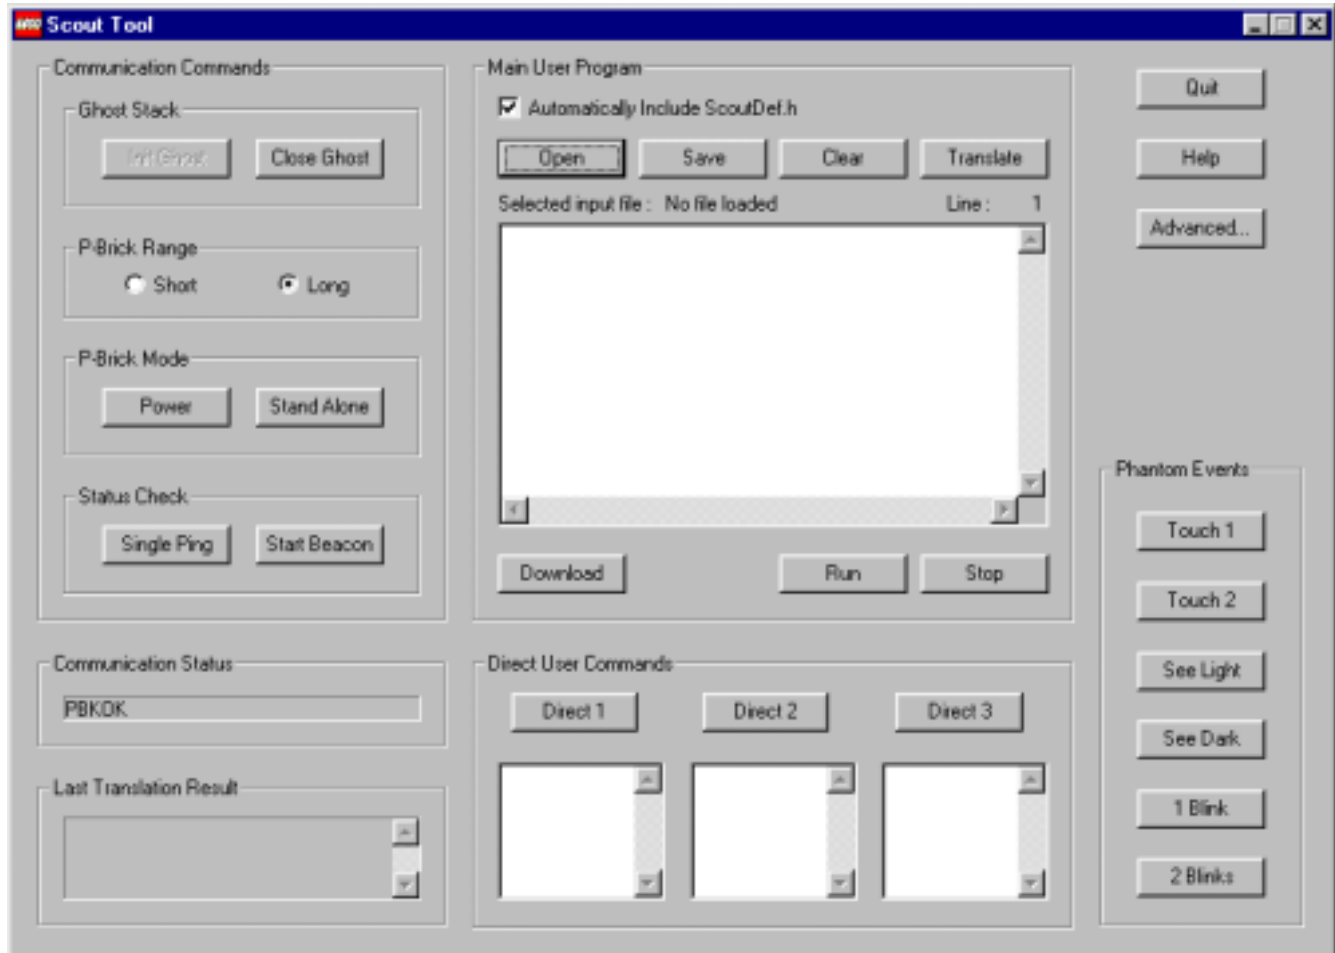 Scout Tool
Communication Commands
Ghost Stack
Init Ghost
Close Ghost
P-Brick Range
Short
Long
P-Brick Mode
Power
Stand Alone
Status Check
Single Ping
Start Beacon
Communication Status
PBKOK
Last Translation Result
Main User Program
Automatically Include ScoutDef.h
Open
Save
Clear
Translate
Selected input file : No file loaded
Line : 1
Download
Run
Stop
Direct User Commands
Direct 1
Direct 2
Direct 3
Quit
Help
Advanced...
Phantom Events
Touch 1
Touch 2
See Light
See Dark
1 Blink
2 Blinks